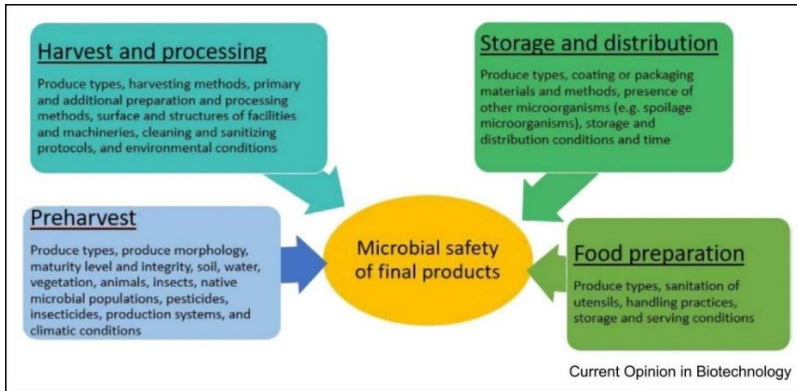 Harvest and processing
Produce types, harvesting methods, primary
and additional preparation and processing
methods, surface and structures of facilities
and machineries, cleaning and sanitizing
protocols, and environmental conditions
Storage and distribution
Produce types, coating or packaging
materials and methods, presence of
other microorganisms (e.g. spoilage
microorganisms), storage and
distribution conditions and time
Preharvest
Produce types, produce morphology,
maturity level and integrity, soil, water,
vegetation, animals, insects, native
microbial populations, pesticides,
insecticides, production systems, and
climatic conditions
Microbial safety
of final products
Food preparation
Produce types, sanitation of
utensils, handling practices,
storage and serving conditions
Current Opinion in Biotechnology